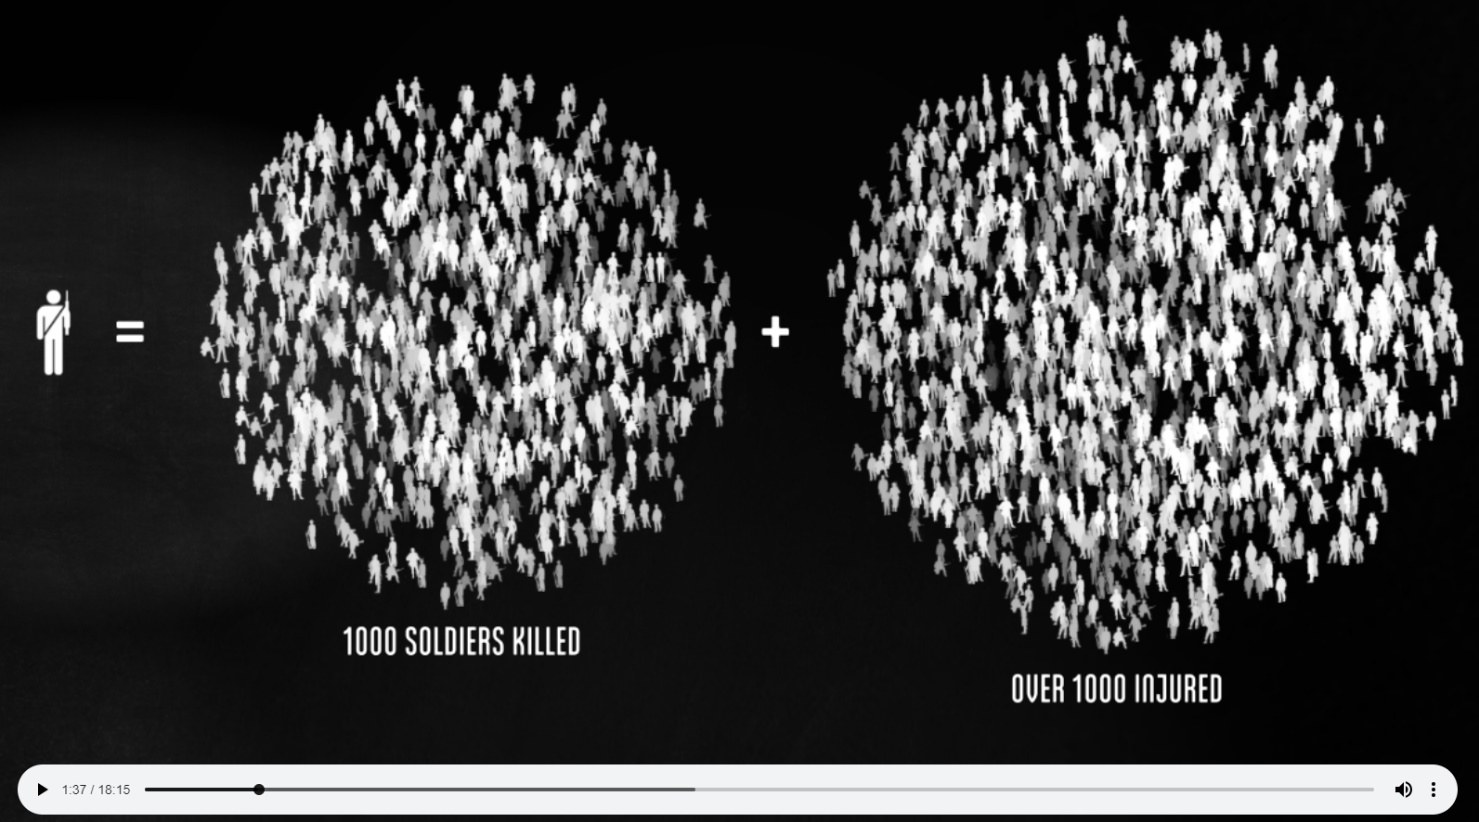 =
+
1000 SOLDIERS KILLED
OVER 1000 INJURED
1:37 / 18:15